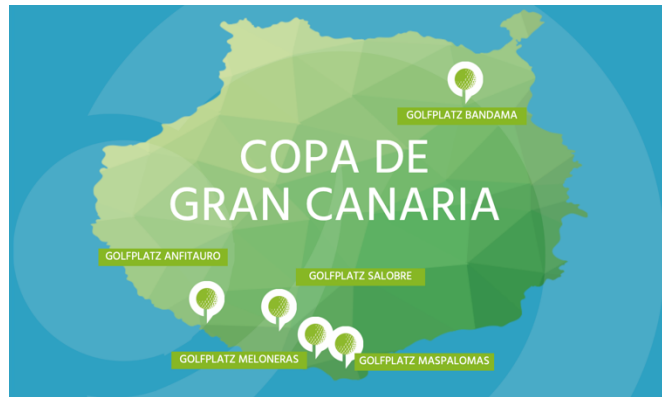 GOLFPLATZ BANDAMA
COPA DE
GRAN CANARIA
GOLFPLATZ ANFITAURO
GOLFPLATZ SALOBRE
GOLFPLATZ MELONERAS
GOLFPLATZ MASPALOMAS